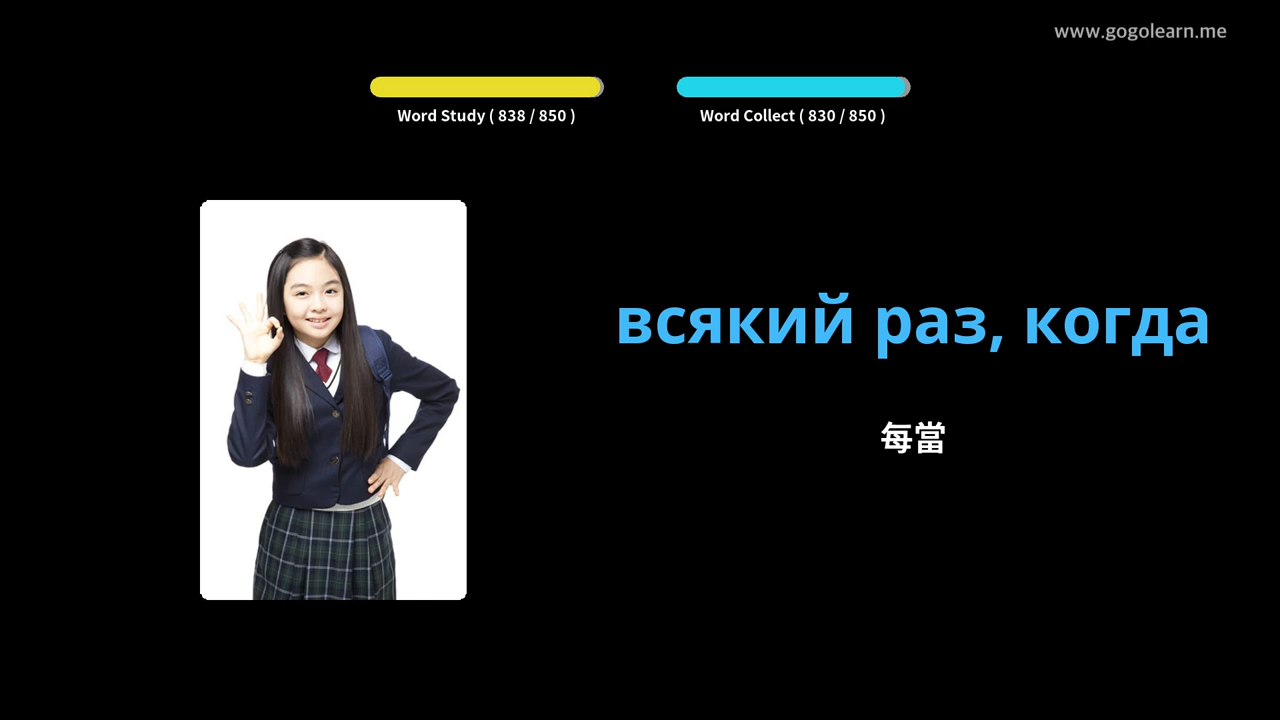 www.gogolearn.me
Word Study ( 838 / 850 )
Word Collect ( 830 / 850 )
всякий раз, когда
每當